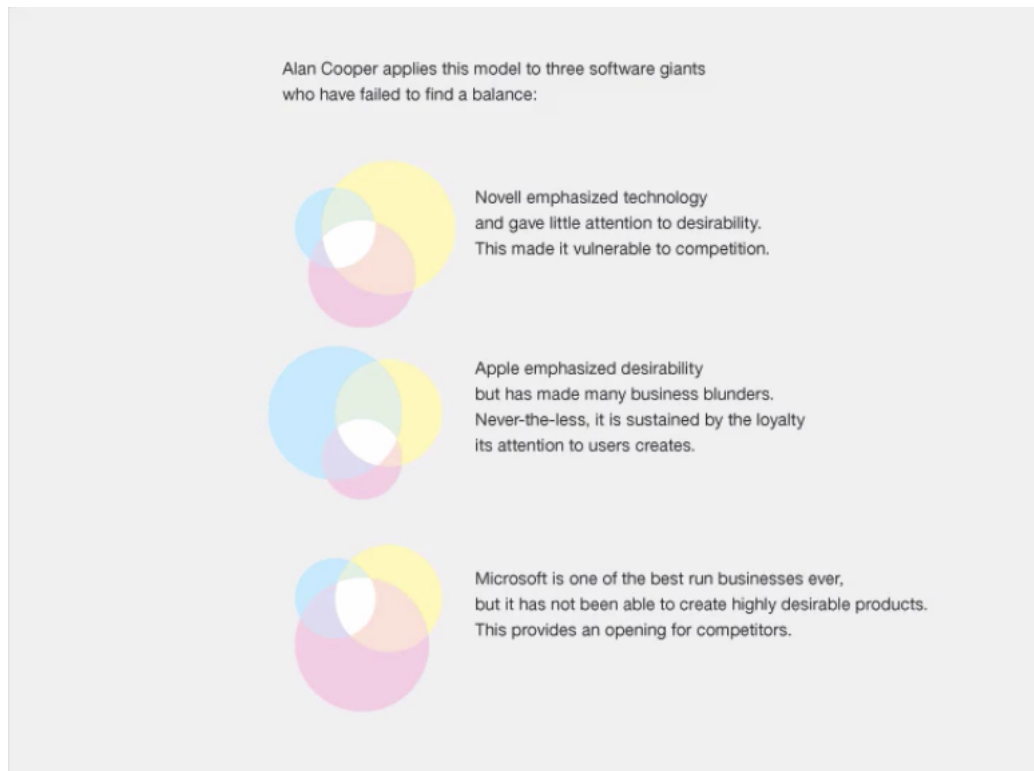 Alan Cooper applies this model to three software giants
who have failed to find a balance:
Novell emphasized technology
and gave little attention to desirability.
This made it vulnerable to competition.
Apple emphasized desirability
but has made many business blunders.
Never-the-less, it is sustained by the loyalty
its attention to users creates.
Microsoft is one of the best run businesses ever,
but it has not been able to create highly desirable products.
This provides an opening for competitors.